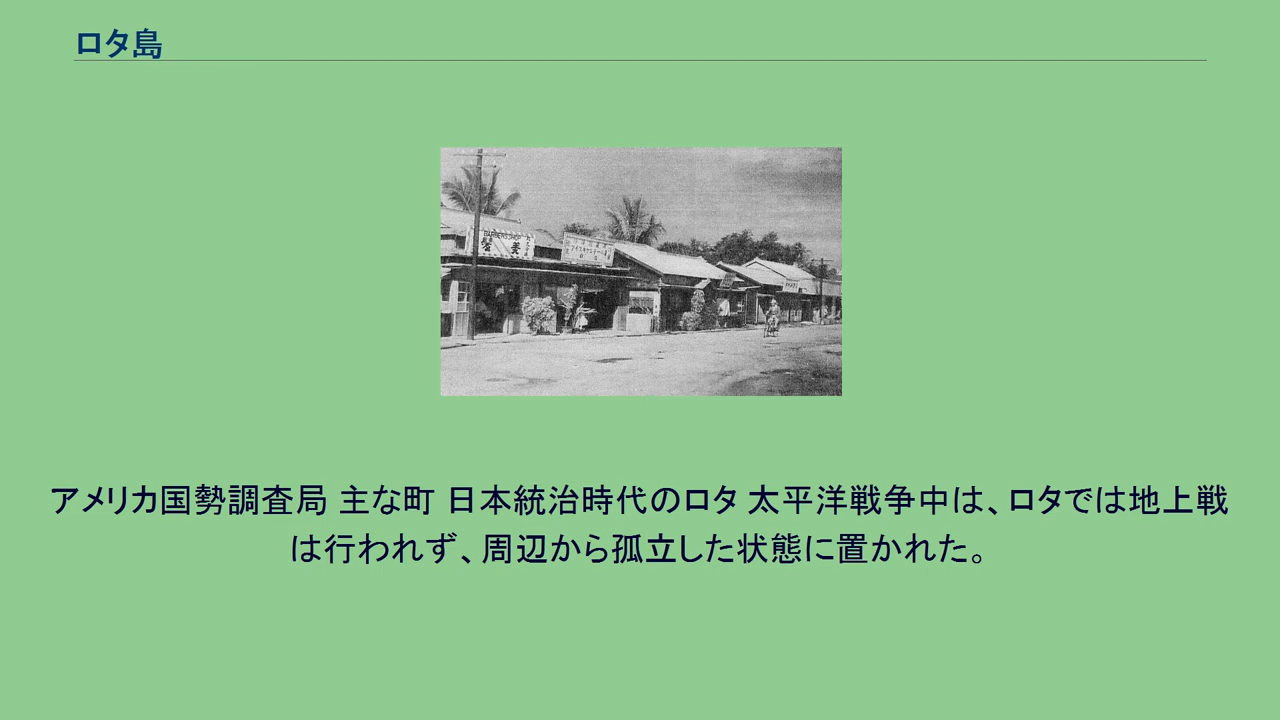 ロタ島
BARBERSHOP
髪 美
アメリカ国勢調査局 主な町 日本統治時代のロタ 太平洋戦争中は、ロタでは地上戦
は行われず、周辺から孤立した状態に置かれた。